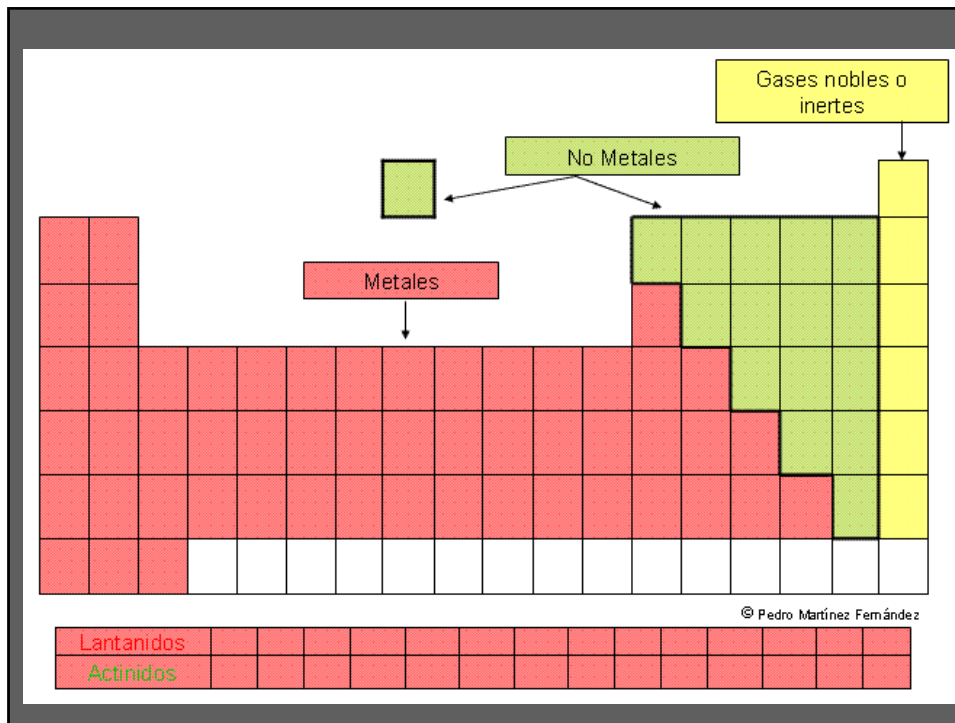 Gases nobles o
inertes
No Metales
Metales
© Pedro Martínez Fernández
Lantanidos
Actinidos